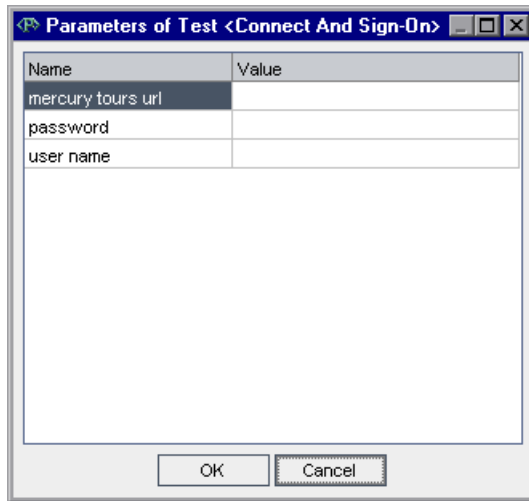 <P> Parameters of Test <Connect And Sign-On>
Name Value
mercury tours url
password
user name
OK Cancel